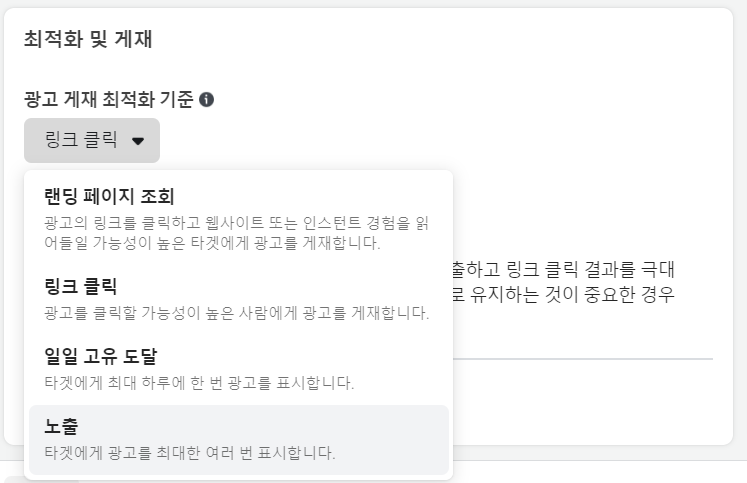 최적화 및 게재
광고 게재 최적화 기준
링크 클릭
랜딩 페이지 조회
광고의 링크를 클릭하고 웹사이트 또는 인스턴트 경험을 읽
어들일 가능성이 높은 타겟에게 광고를 게재합니다.
링크 클릭
광고를 클릭할 가능성이 높은 사람에게 광고를 게재합니다.
일일 고유 도달
타겟에게 최대 하루에 한 번 광고를 표시합니다.
노출
타겟에게 광고를 최대한 여러 번 표시합니다.
출하고 링크 클릭 결과를 극대
로 유지하는 것이 중요한 경우